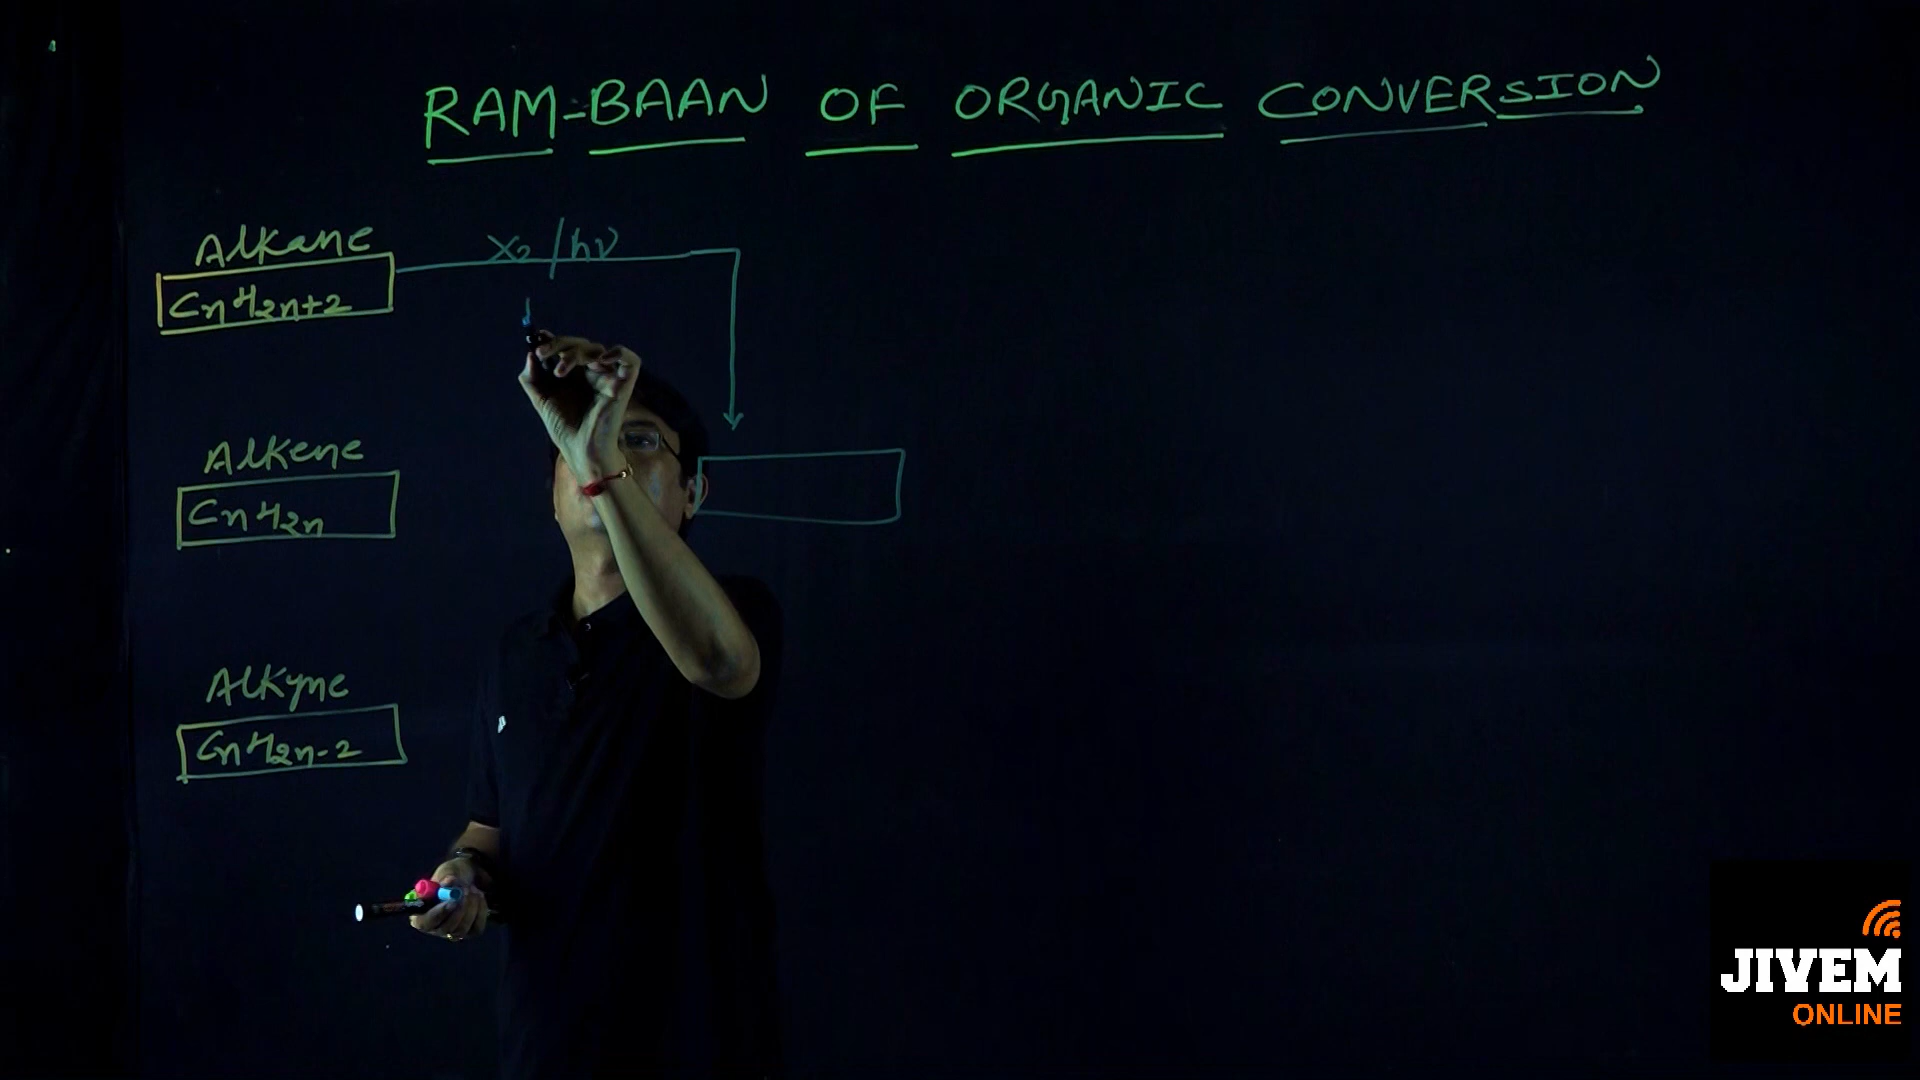 RAM-BAAN OF ORGANIC CONVERSION
Alkane
X2 / hν
CnH2n+2
Alkene
CnH2n
Alkyne
CnH2n-2
JIVEM
ONLINE